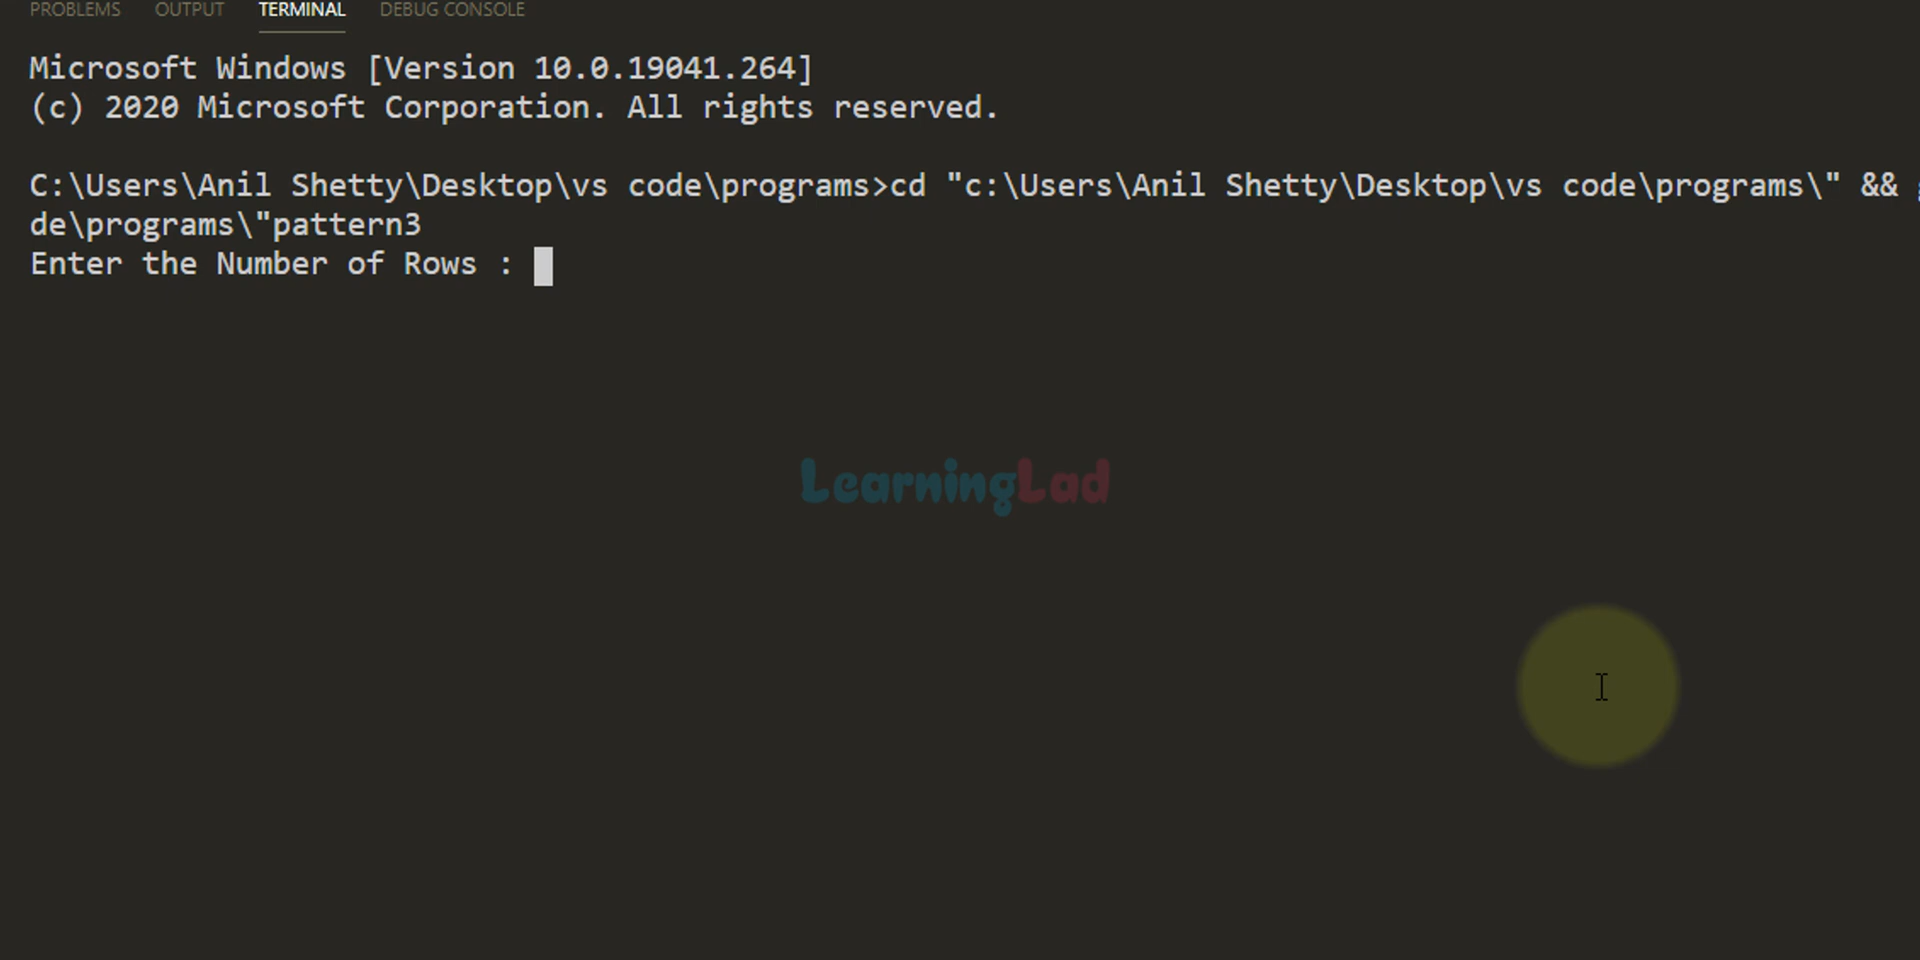 PROBLEMS OUTPUT TERMINAL DEBUG CONSOLE
Microsoft Windows [Version 10.0.19041.264]
(c) 2020 Microsoft Corporation. All rights reserved.
C:\Users\Anil Shetty\Desktop\vs code\programs>cd "c:\Users\Anil Shetty\Desktop\vs code\programs\" &&
de\programs\"pattern3
Enter the Number of Rows :
LearningLad